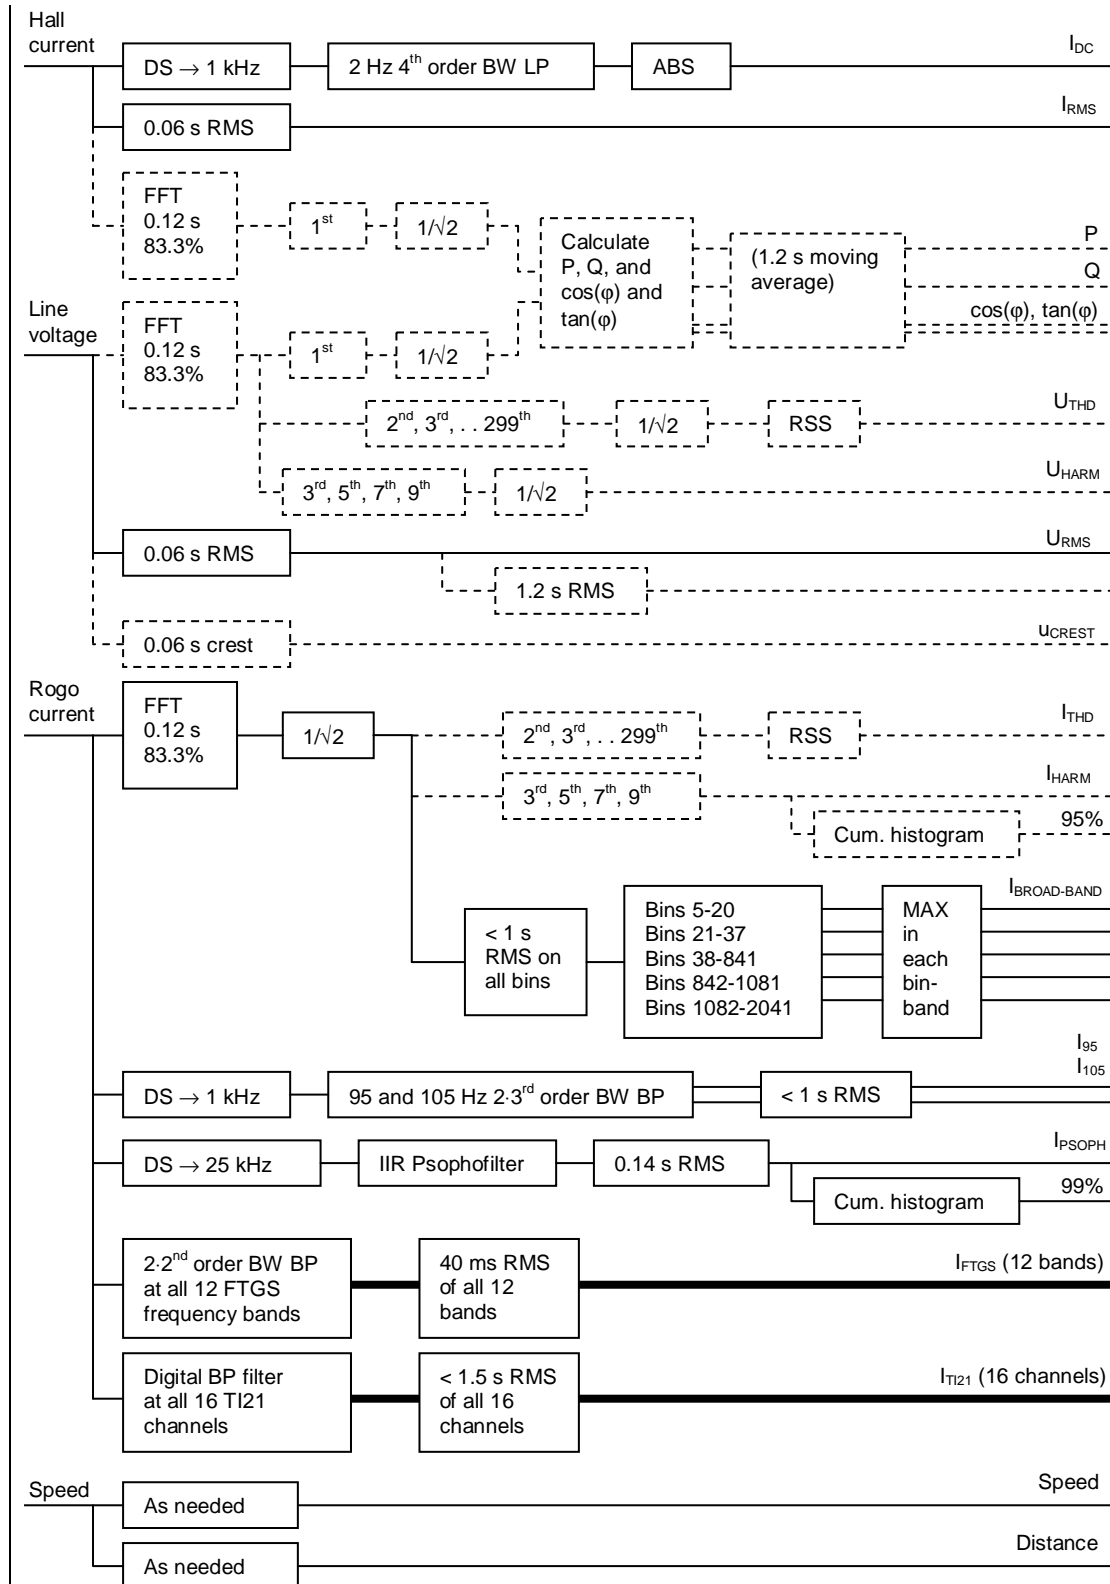 Hall
current
DS → 1 kHz
2 Hz 4th order BW LP
ABS
IDC
0.06 s RMS
IRMS
FFT
0.12 s
83.3%
1st
1/√2
Calculate
P, Q, and
cos(φ) and
tan(φ)
(1.2 s moving
average)
P
Q
cos(φ), tan(φ)
Line
voltage
FFT
0.12 s
83.3%
1st
1/√2
2nd, 3rd, . . 299th
1/√2
RSS
UTHD
3rd, 5th, 7th, 9th
1/√2
UHARM
0.06 s RMS
URMS
1.2 s RMS
0.06 s crest
uCREST
Rogo
current
FFT
0.12 s
83.3%
1/√2
2nd, 3rd, . . 299th
RSS
ITHD
3rd, 5th, 7th, 9th
IHARM
Cum. histogram
95%
< 1 s
RMS on
all bins
Bins 5-20
Bins 21-37
Bins 38-841
Bins 842-1081
Bins 1082-2041
MAX
in
each
bin-
band
IBROAD-BAND
DS → 1 kHz
95 and 105 Hz 2·3rd order BW BP
< 1 s RMS
I95
I105
DS → 25 kHz
IIR Psophofilter
0.14 s RMS
IPSOPH
Cum. histogram
99%
2·2nd order BW BP
at all 12 FTGS
frequency bands
40 ms RMS
of all 12
bands
IFTGS (12 bands)
Digital BP filter
at all 16 TI21
channels
< 1.5 s RMS
of all 16
channels
ITI21 (16 channels)
Speed
As needed
Speed
As needed
Distance